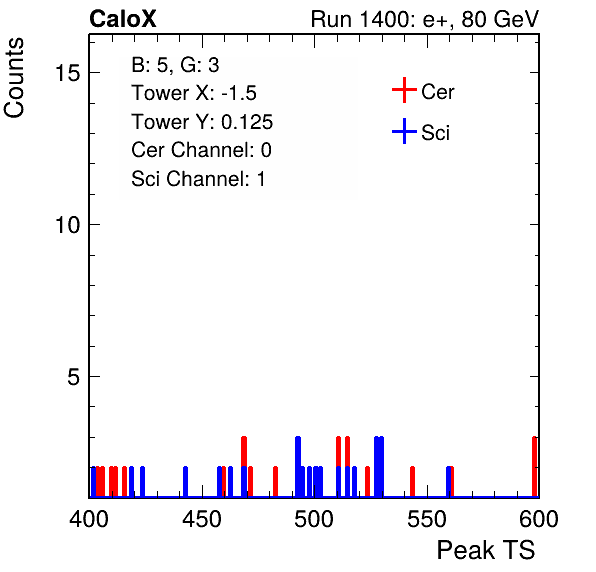 CaloX Run 1400: e+, 80 GeV
Counts
B: 5, G: 3
Tower X: -1.5
Tower Y: 0.125
Cer Channel: 0
Sci Channel: 1
Cer
Sci
15
10
5
400 450 500 550 600
Peak TS